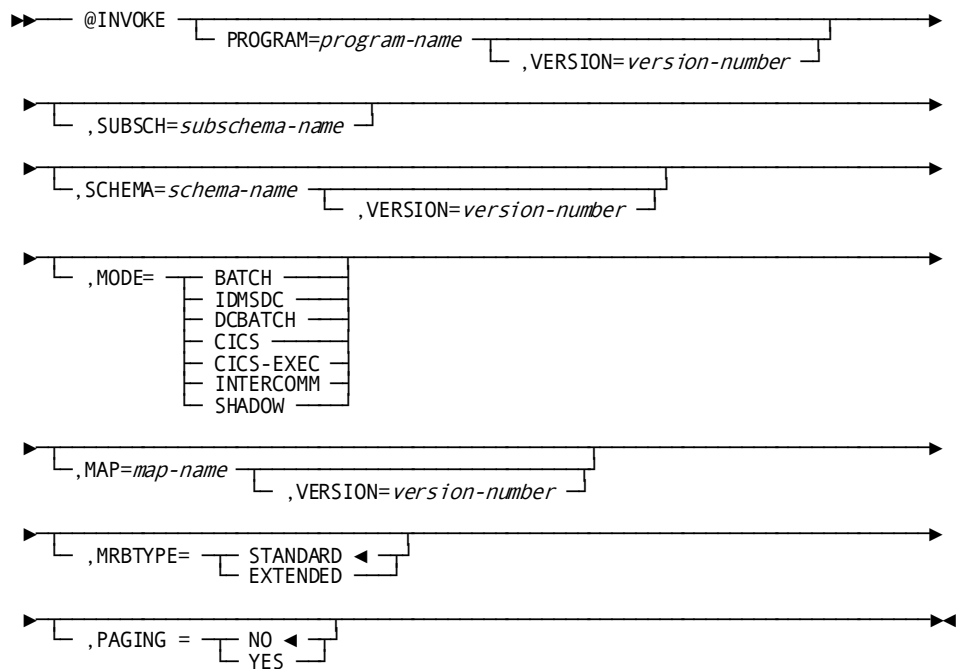 @INVOKE
PROGRAM=program-name
,VERSION=version-number
,SUBSCH=subschema-name
,SCHEMA=schema-name
,VERSION=version-number
,MODE=
BATCH
IDMSDC
DCBATCH
CICS
CICS-EXEC
INTERCOMM
SHADOW
,MAP=map-name
,VERSION=version-number
,MRBTYPE=
STANDARD
EXTENDED
,PAGING =
NO
YES